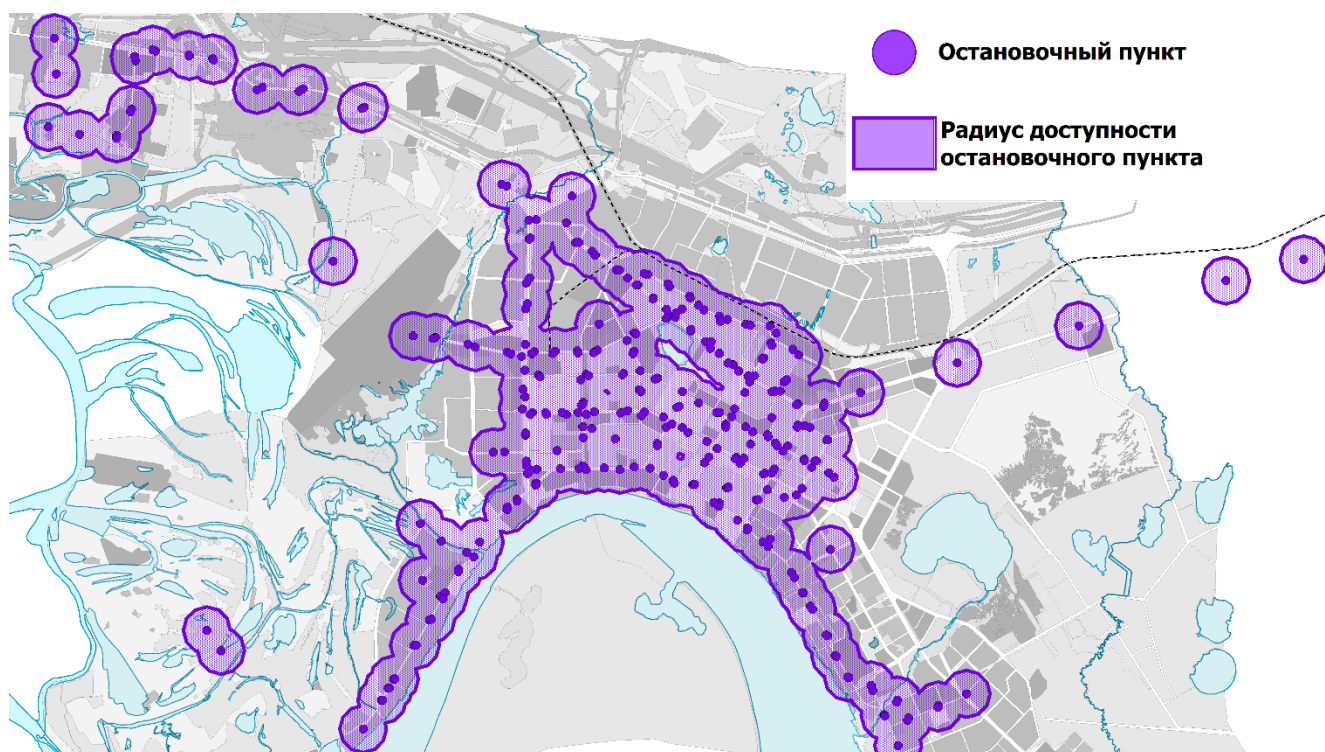 Остановочный пункт
Радиус доступности
остановочного пункта